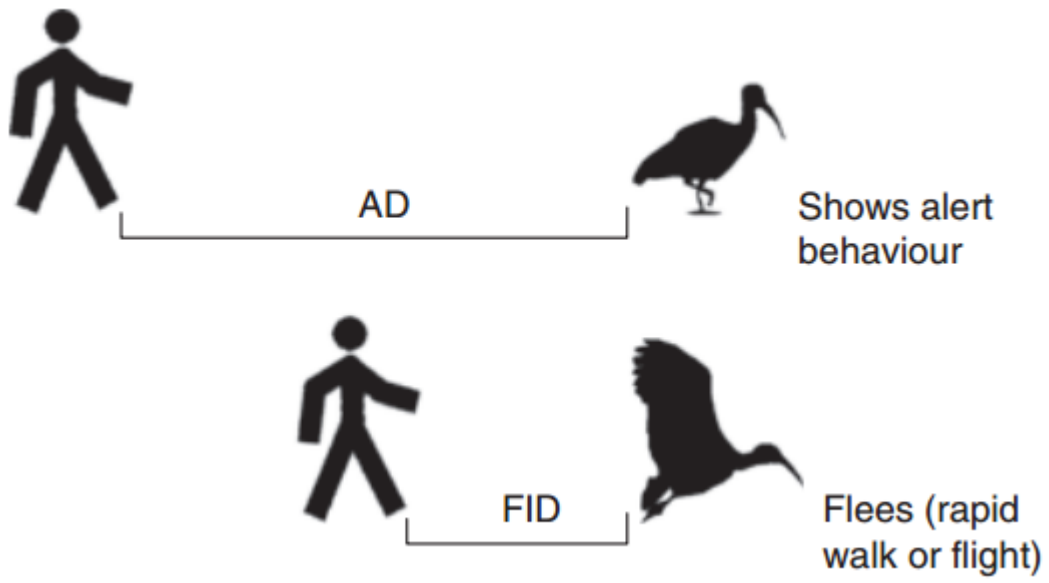 AD
Shows alert
behaviour
FID
Flees (rapid
walk or flight)